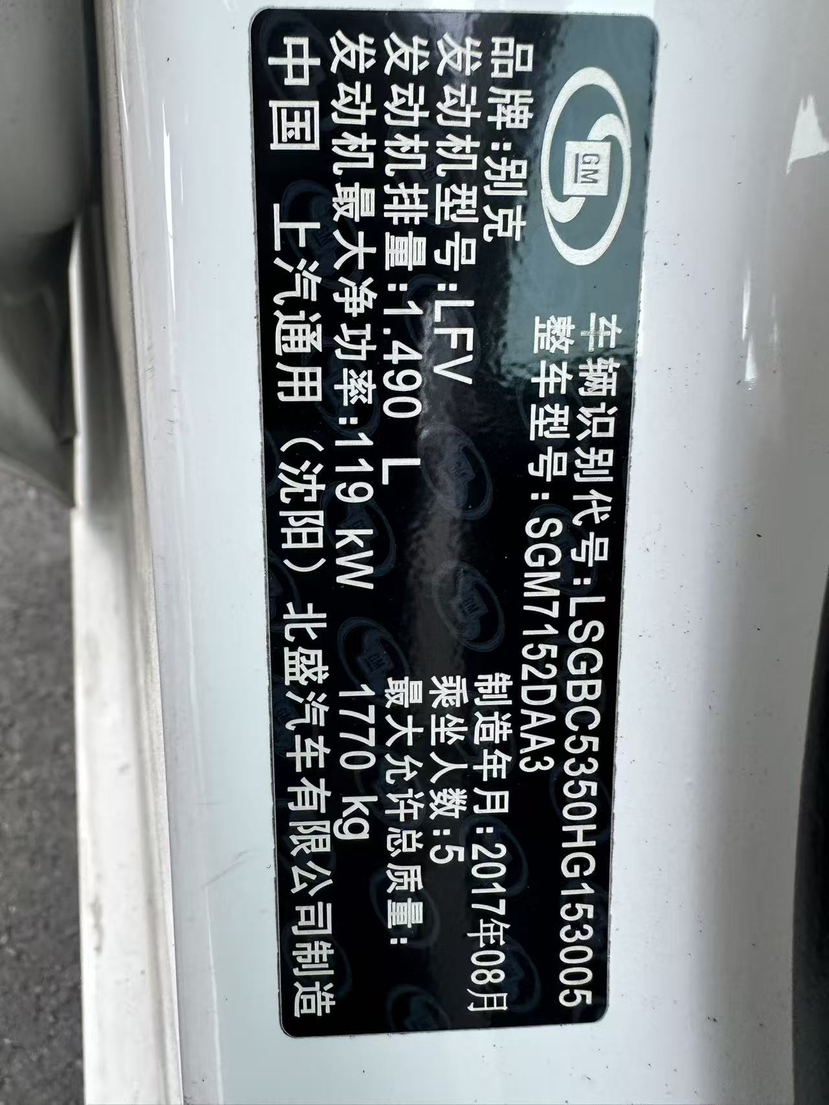 GM
车辆识别代号:LSGBC5350HG153005
整车型号:SGM7152DAA3
品牌:别克
制造年月:2017年08月
发动机型号:LFV
乘坐人数:5
发动机排量:1.490 L
最大允许总质量:
发动机最大净功率:119 kW
1770 kg
中国 上汽通用（沈阳）北盛汽车有限公司制造